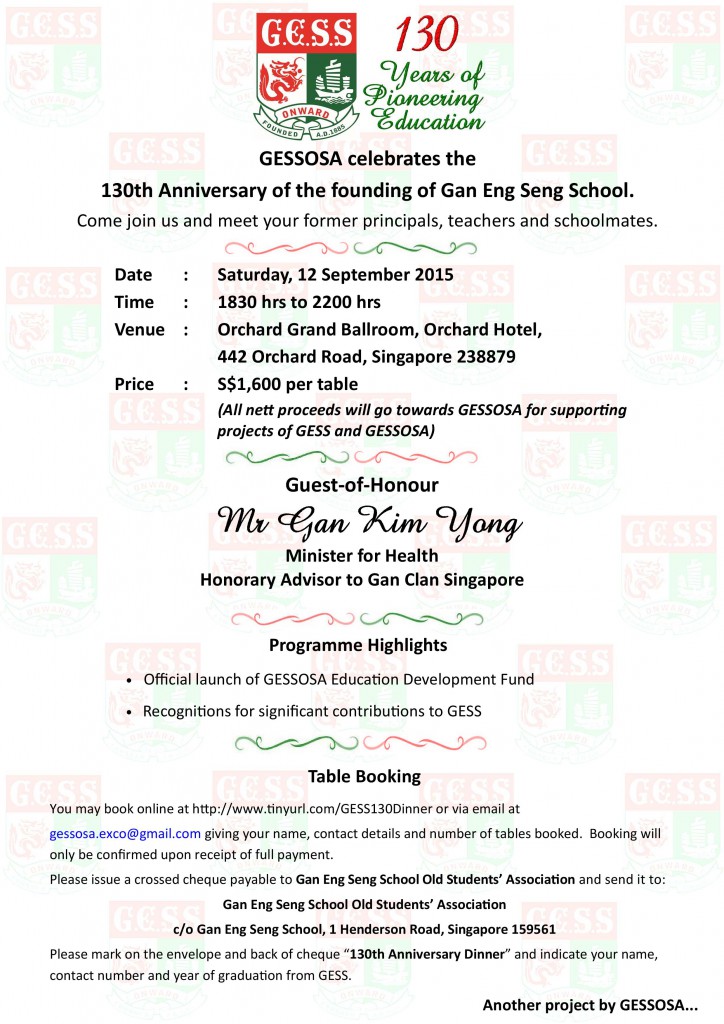 G.E.S.S
ONWARD
FOUNDED A.D.1885
130
Years of
Pioneering
Education
GESSOSA celebrates the
130th Anniversary of the founding of Gan Eng Seng School.
Come join us and meet your former principals, teachers and schoolmates.
Date : Saturday, 12 September 2015
Time : 1830 hrs to 2200 hrs
Venue : Orchard Grand Ballroom, Orchard Hotel,
442 Orchard Road, Singapore 238879
Price : S$1,600 per table
(All nett proceeds will go towards GESSOSA for supporting
projects of GESS and GESSOSA)
Guest-of-Honour
Mr Gan Kim Yong
Minister for Health
Honorary Advisor to Gan Clan Singapore
Programme Highlights
• Official launch of GESSOSA Education Development Fund
• Recognitions for significant contributions to GESS
Table Booking
You may book online at http://www.tinyurl.com/GESS130Dinner or via email at
gessosa.exco@gmail.com giving your name, contact details and number of tables booked. Booking will
only be confirmed upon receipt of full payment.
Please issue a crossed cheque payable to Gan Eng Seng School Old Students’ Association and send it to:
Gan Eng Seng School Old Students’ Association
c/o Gan Eng Seng School, 1 Henderson Road, Singapore 159561
Please mark on the envelope and back of cheque “130th Anniversary Dinner” and indicate your name,
contact number and year of graduation from GESS.
Another project by GESSOSA...